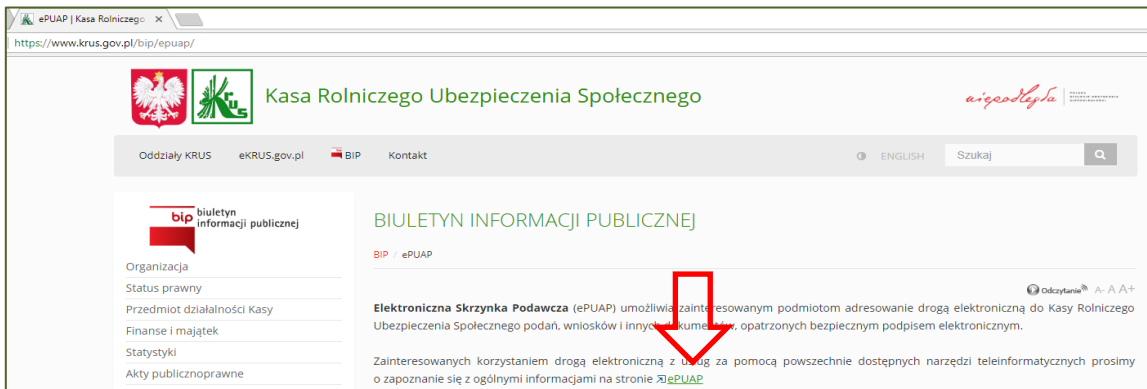 ePUAP | Kasa Rolniczego
https://www.krus.gov.pl/bip/epuap/
Krus
Kasa Rolniczego Ubezpieczenia Społecznego
niepodległa
Oddziały KRUS eKRUS.gov.pl BIP Kontakt ENGLISH Szukaj
bip biuletyn
informacji publicznej
BIULETYN INFORMACJI PUBLICZNEJ
BIP / ePUAP
Organizacja
Status prawny
Przedmiot działalności Kasy
Finanse i majątek
Statystyki
Akty publicznoprawne
Odczytanie A- A A+
Elektroniczna Skrzynka Podawcza (ePUAP) umożliwia zainteresowanym podmiotom adresowanie drogą elektroniczną do Kasy Rolniczego
Ubezpieczenia Społecznego podań, wniosków i innych dokumentów, opatrzonych bezpiecznym podpisem elektronicznym.
Zainteresowanych korzystaniem drogą elektroniczną z usług za pomocą powszechnie dostępnych narzędzi teleinformatycznych prosimy
o zapoznanie się z ogólnymi informacjami na stronie ePUAP